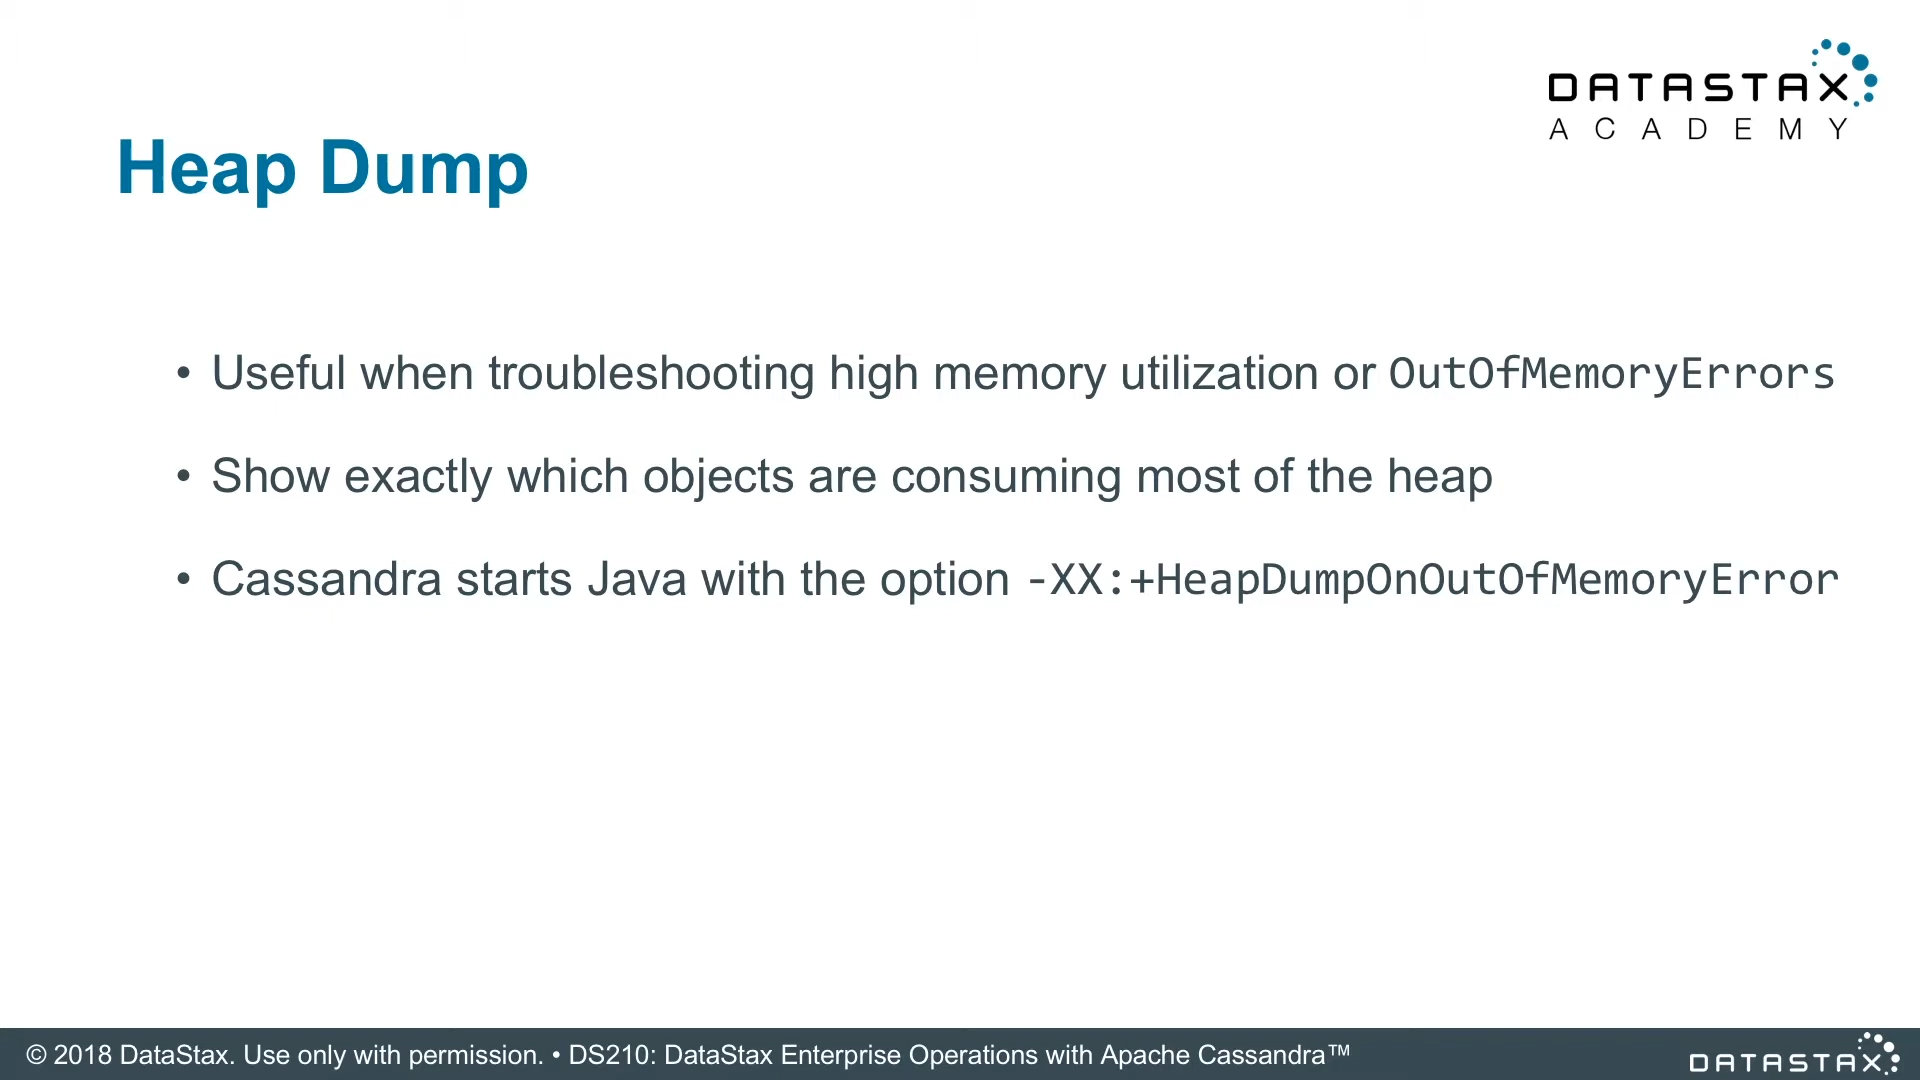 DATASTAX
ACADEMY
Heap Dump
• Useful when troubleshooting high memory utilization or OutOfMemoryErrors
• Show exactly which objects are consuming most of the heap
• Cassandra starts Java with the option -XX:+HeapDumpOnOutOfMemoryError
© 2018 DataStax. Use only with permission. • DS210: DataStax Enterprise Operations with Apache Cassandra™
DATASTAX